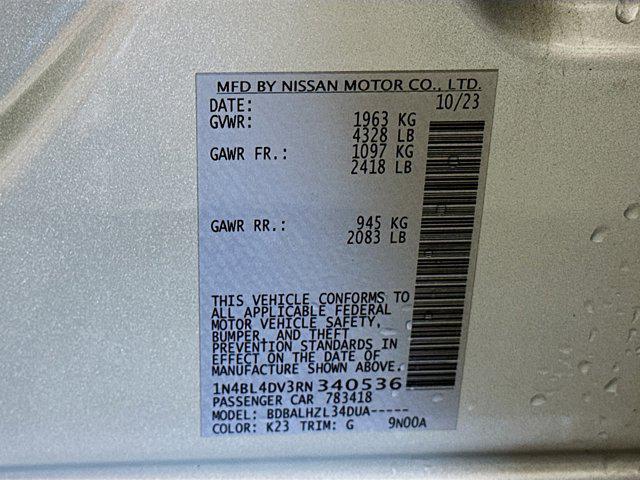 MFD BY NISSAN MOTOR CO., LTD.
DATE: 10/23
GVWR: 1963 KG
4328 LB
GAWR FR.: 1097 KG
2418 LB
GAWR RR.: 945 KG
2083 LB
THIS VEHICLE CONFORMS TO
ALL APPLICABLE FEDERAL
MOTOR VEHICLE SAFETY,
BUMPER, AND THEFT
PREVENTION STANDARDS IN
EFFECT ON THE DATE OF
MANUFACTURE SHOWN ABOVE.
1N4BL4DV3RN340536
PASSENGER CAR 783418
MODEL: BDBALHZL34DUA-----
COLOR: K23 TRIM: G 9N00A